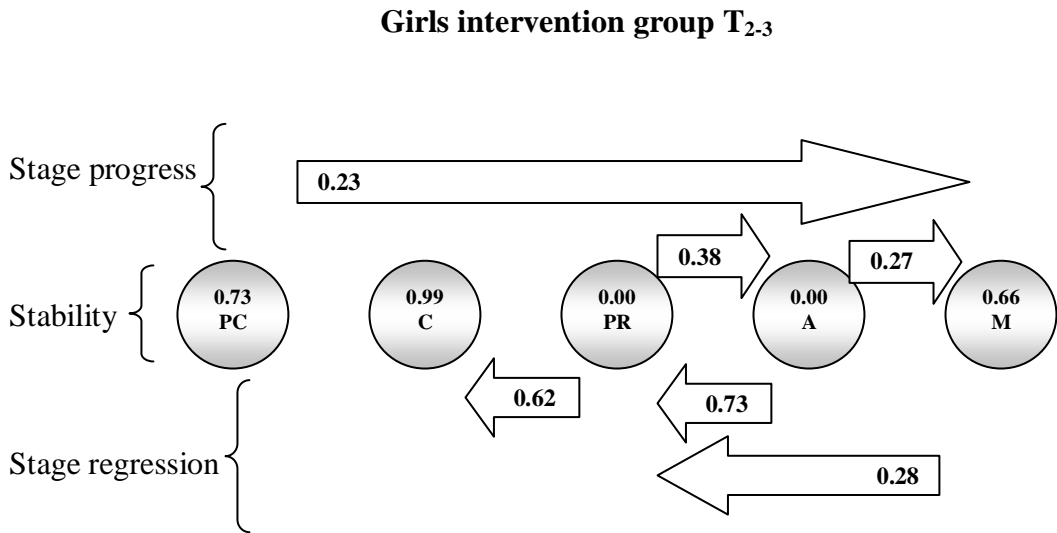 Girls intervention group T2-3
Stage progress
0.23
0.38
0.27
Stability
0.73
PC
0.99
C
0.00
PR
0.00
A
0.66
M
0.62
0.73
Stage regression
0.28